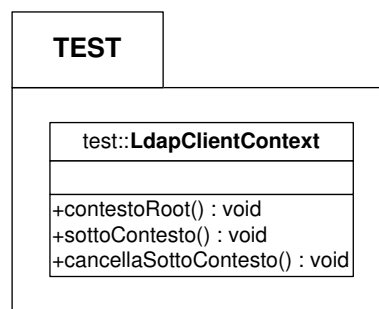 TEST
test::LdapClientContext
+contestoRoot() : void
+sottoContesto() : void
+cancellaSottoContesto() : void